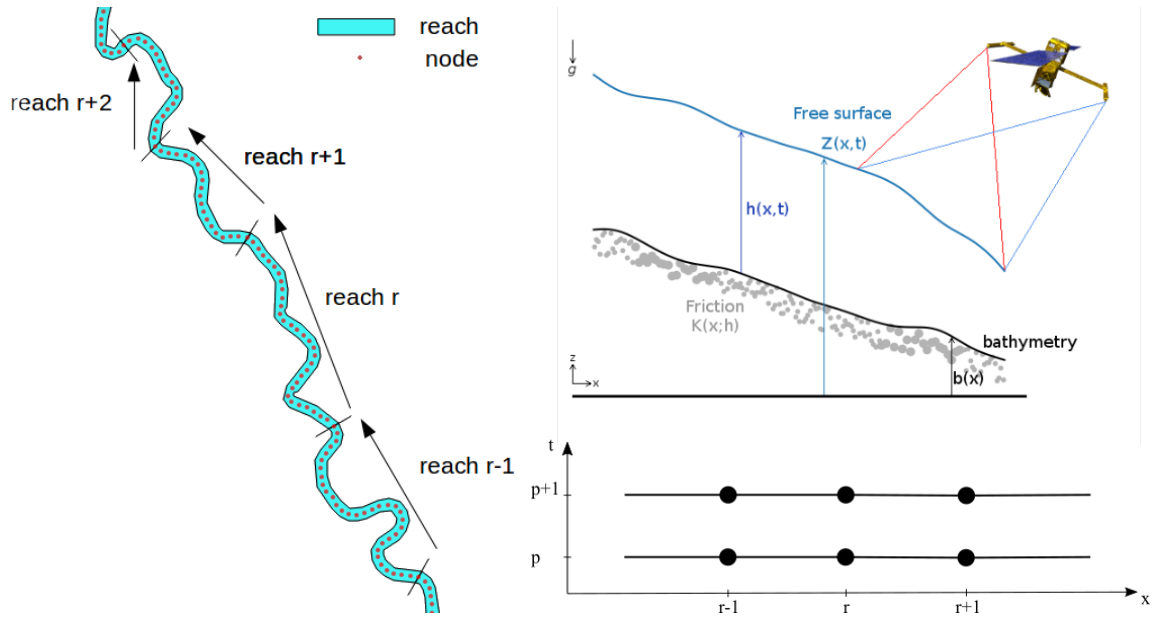 reach
node
reach r+2
reach r+1
reach r
reach r-1
g
Free surface
Z(x,t)
h(x,t)
Friction
K(x;h)
bathymetry
b(x)
z
x
t
p+1
p
r-1
r
r+1
x